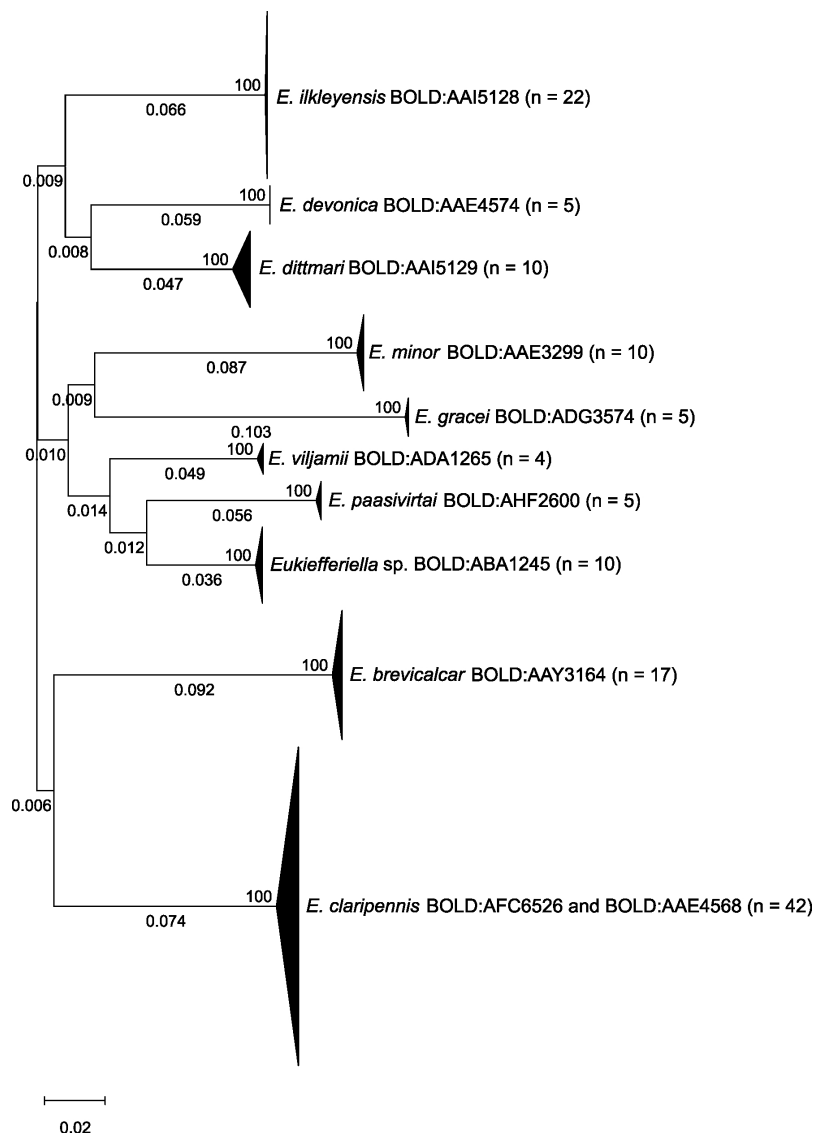 100
E. ilkleyensis BOLD:AAI5128 (n = 22)
0.066
0.009
100
E. devonica BOLD:AAE4574 (n = 5)
0.059
0.008
100
E. dittmari BOLD:AAI5129 (n = 10)
0.047
100
E. minor BOLD:AAE3299 (n = 10)
0.087
0.009
100
E. gracei BOLD:ADG3574 (n = 5)
0.103
0.010
100
E. viljamii BOLD:ADA1265 (n = 4)
0.049
0.014
100
E. paasivirtai BOLD:AHF2600 (n = 5)
0.056
0.012
100
Eukiefferiella sp. BOLD:ABA1245 (n = 10)
0.036
100
E. brevicalcar BOLD:AAY3164 (n = 17)
0.092
0.006
100
E. claripennis BOLD:AFC6526 and BOLD:AAE4568 (n = 42)
0.074
0.02